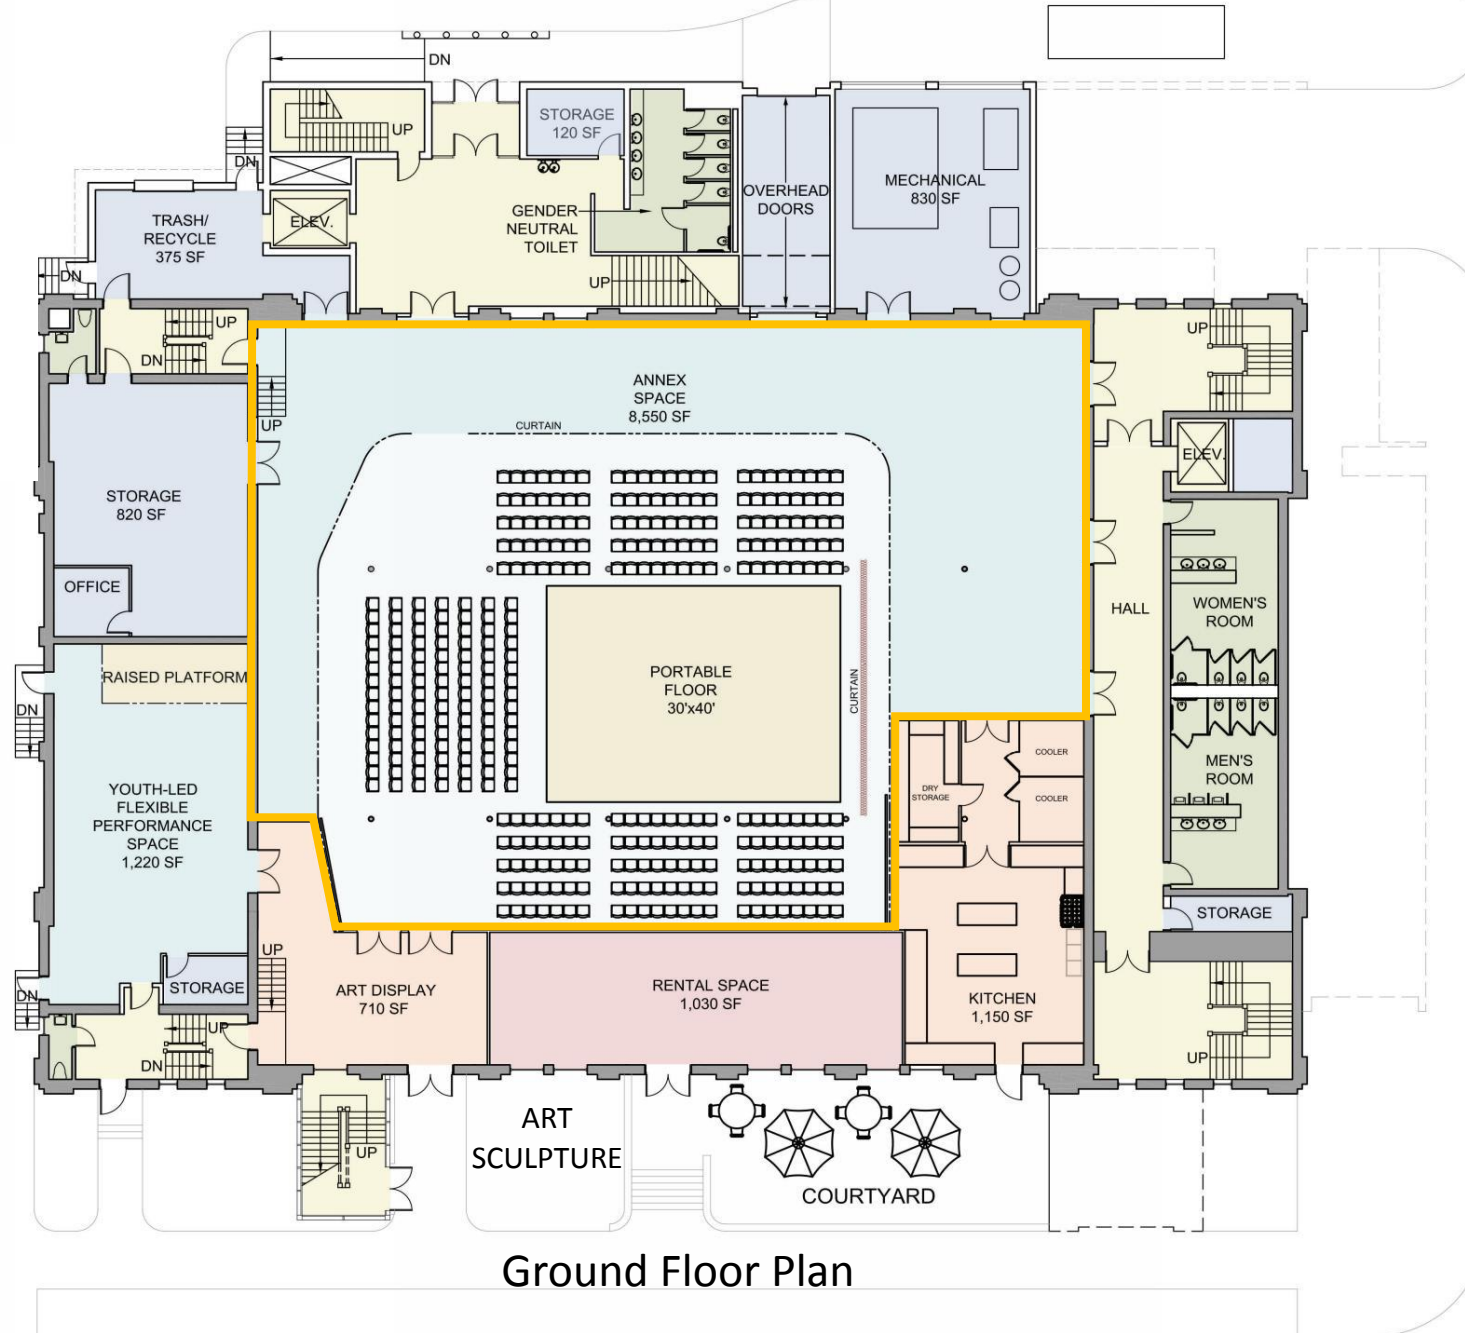 DN
STORAGE
120 SF
UP
DN
OVERHEAD
DOORS
MECHANICAL
830 SF
TRASH/
RECYCLE
375 SF
ELEV.
GENDER
NEUTRAL
TOILET
DN
UP
UP
DN
UP
UP
ANNEX
SPACE
8,550 SF
CURTAIN
ELEV.
STORAGE
820 SF
OFFICE
HALL
WOMEN'S
ROOM
RAISED PLATFORM
PORTABLE
FLOOR
30'x40'
CURTAIN
DN
COOLER
MEN'S
ROOM
YOUTH-LED
FLEXIBLE
PERFORMANCE
SPACE
1,220 SF
DRY
STORAGE
COOLER
STORAGE
UP
STORAGE
ART DISPLAY
710 SF
RENTAL SPACE
1,030 SF
KITCHEN
1,150 SF
DN
UP
DN
UP
ART
SCULPTURE
UP
COURTYARD
Ground Floor Plan